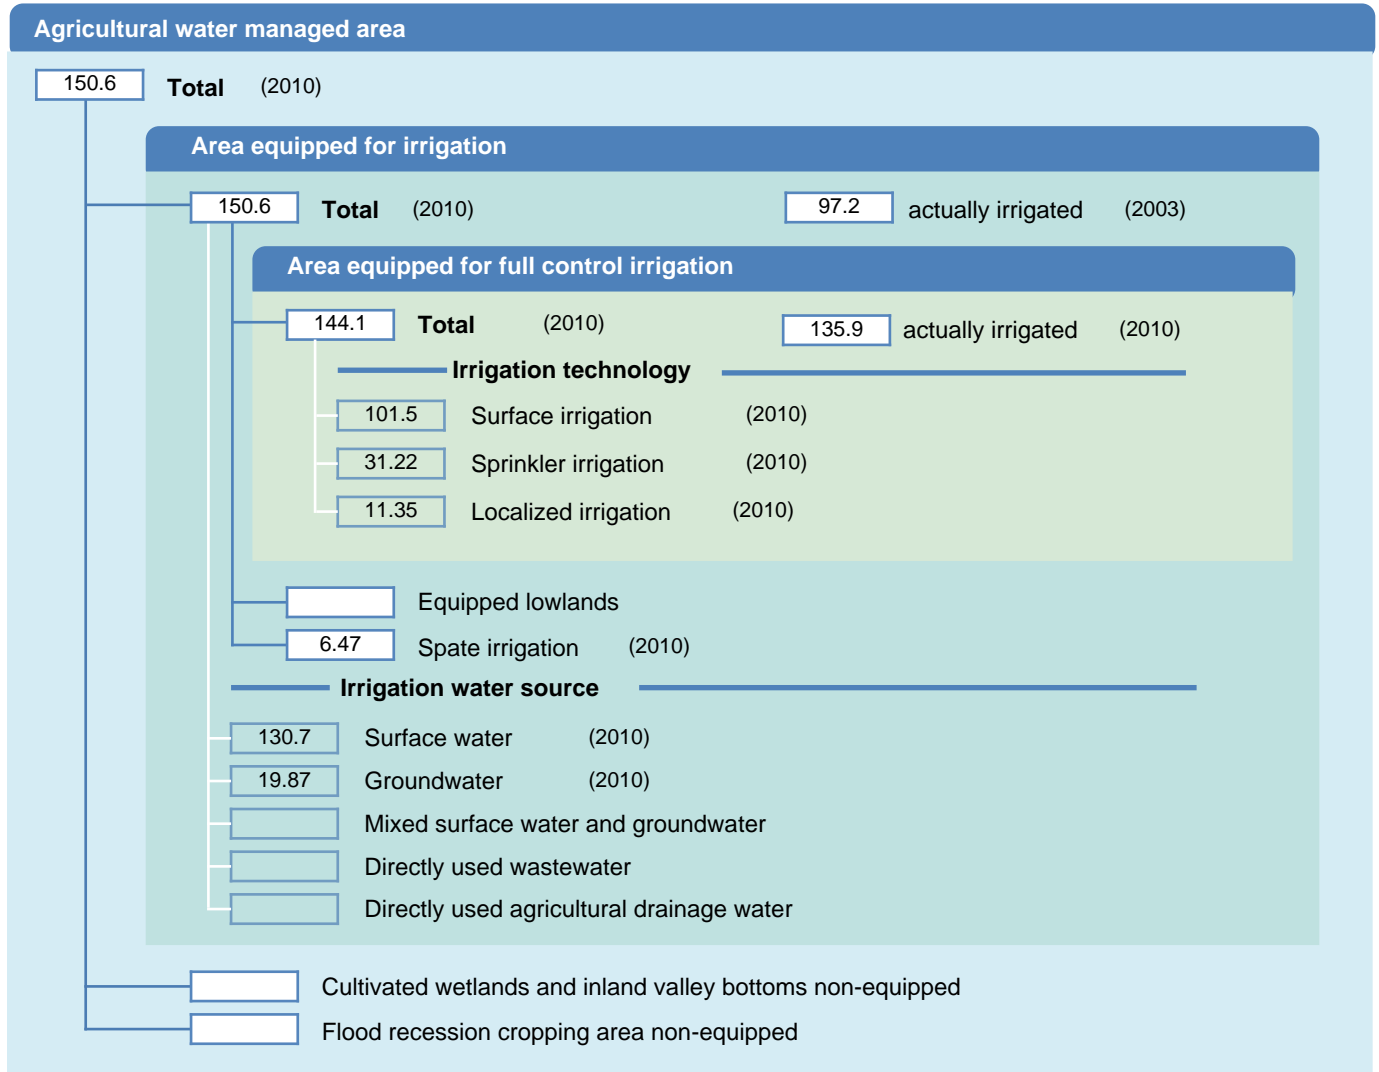 Agricultural water managed area
150.6 Total (2010)
Area equipped for irrigation
150.6 Total (2010) 97.2 actually irrigated (2003)
Area equipped for full control irrigation
144.1 Total (2010) 135.9 actually irrigated (2010)
Irrigation technology
101.5 Surface irrigation (2010)
31.22 Sprinkler irrigation (2010)
11.35 Localized irrigation (2010)
Equipped lowlands
6.47 Spate irrigation (2010)
Irrigation water source
130.7 Surface water (2010)
19.87 Groundwater (2010)
Mixed surface water and groundwater
Directly used wastewater
Directly used agricultural drainage water
Cultivated wetlands and inland valley bottoms non-equipped
Flood recession cropping area non-equipped